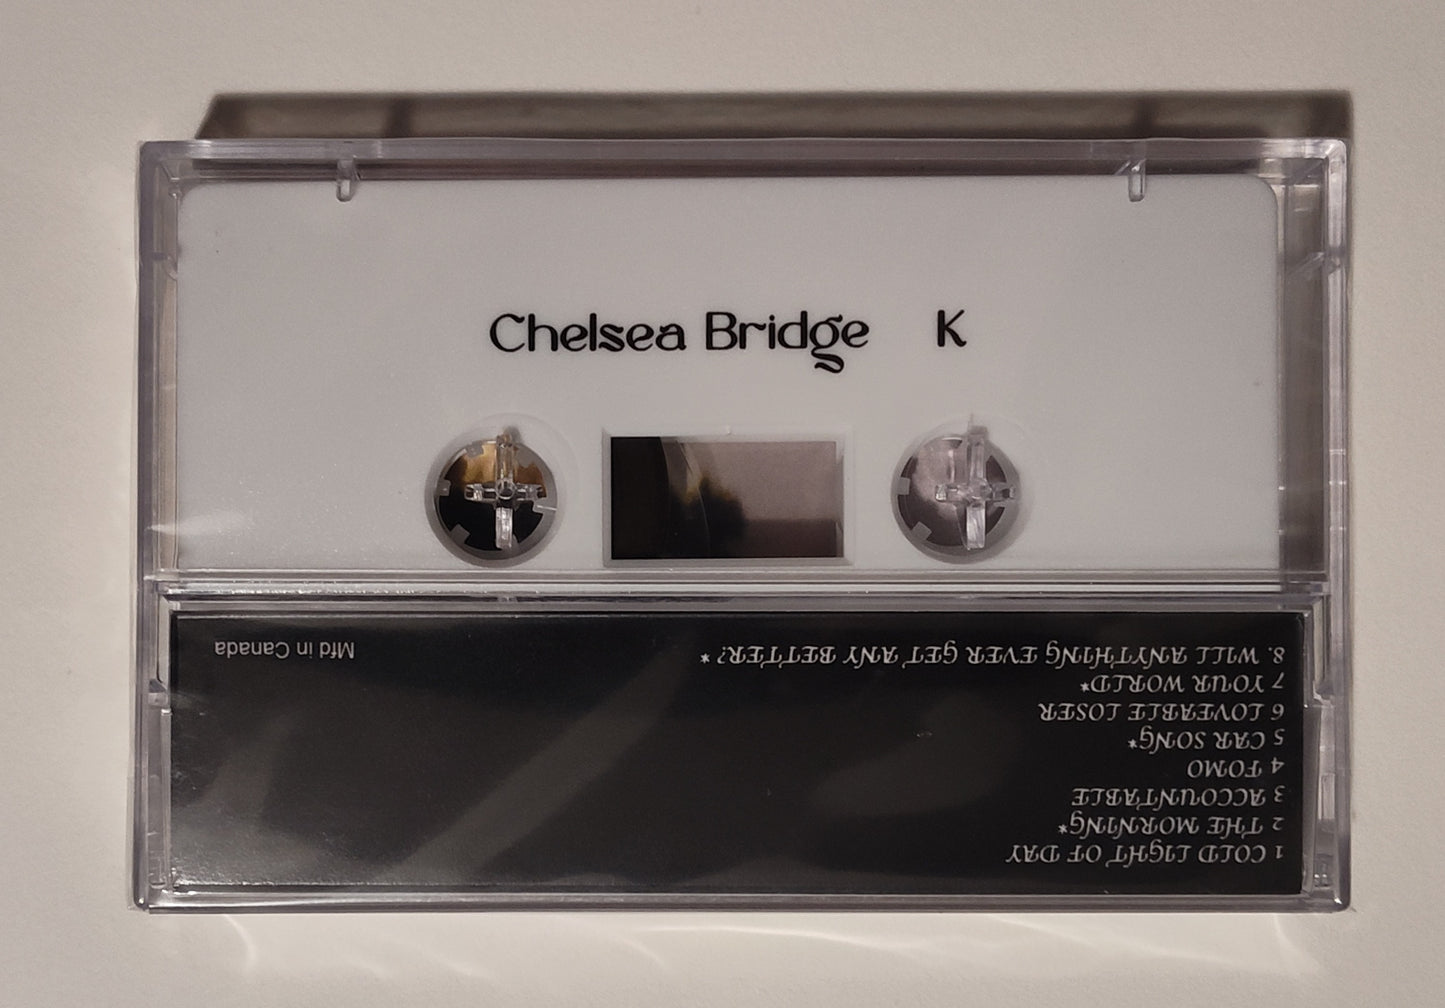 Chelsea Bridge K
1 COLD LIGHT OF DAY
2 THE MORNING*
3 ACCOUNTABLE
4 FOMO
5 CAR SONG*
6 LOVEABLE LOSER
7 YOUR WORLD*
8. WILL ANYTHING EVER GET ANY BETTER? *
Mfd in Canada